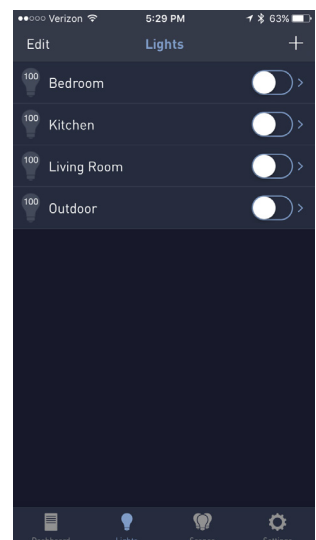 Verizon 5:29 PM 63%
Edit Lights +
100 Bedroom
100 Kitchen
100 Living Room
100 Outdoor